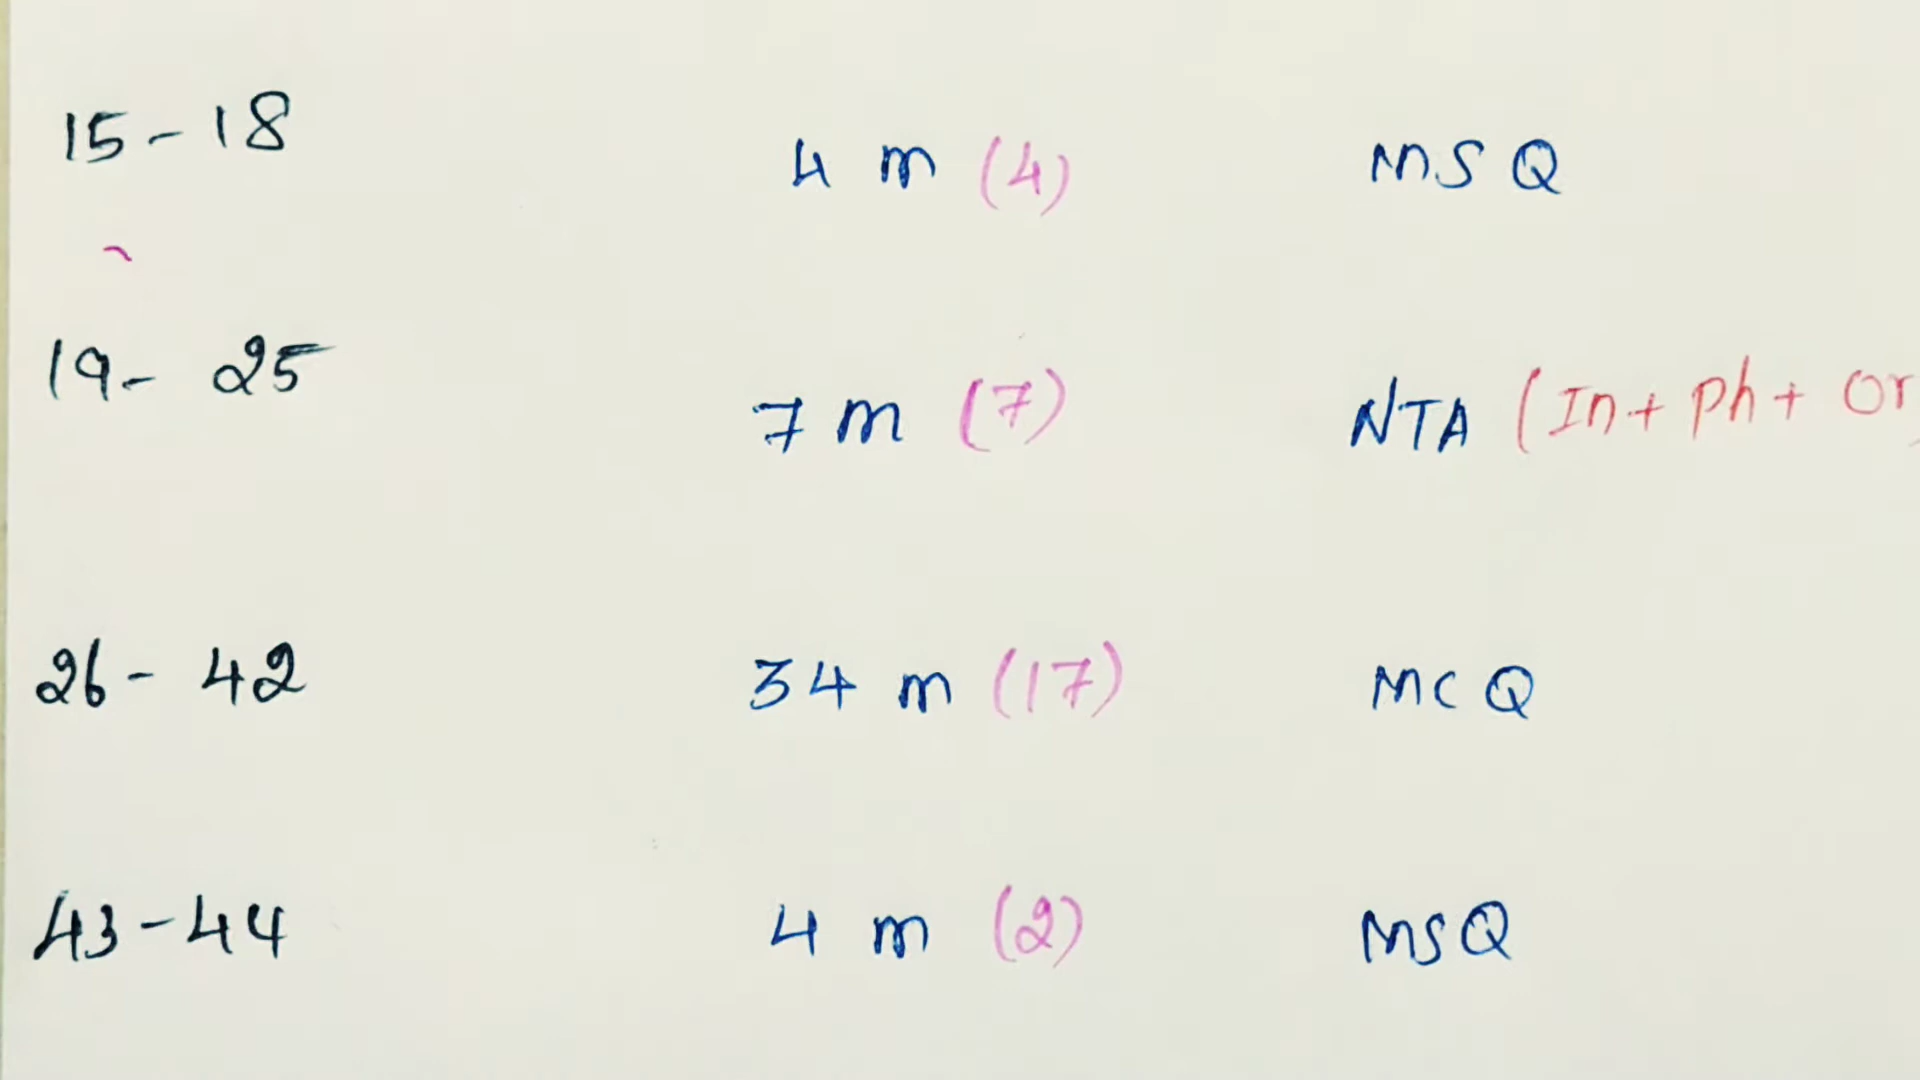 15 - 18 4 m (4) MSQ
19 - 25 7 m (7) NTA (In + Ph + Or)
26 - 42 34 m (17) MCQ
43 - 44 4 m (2) MSQ